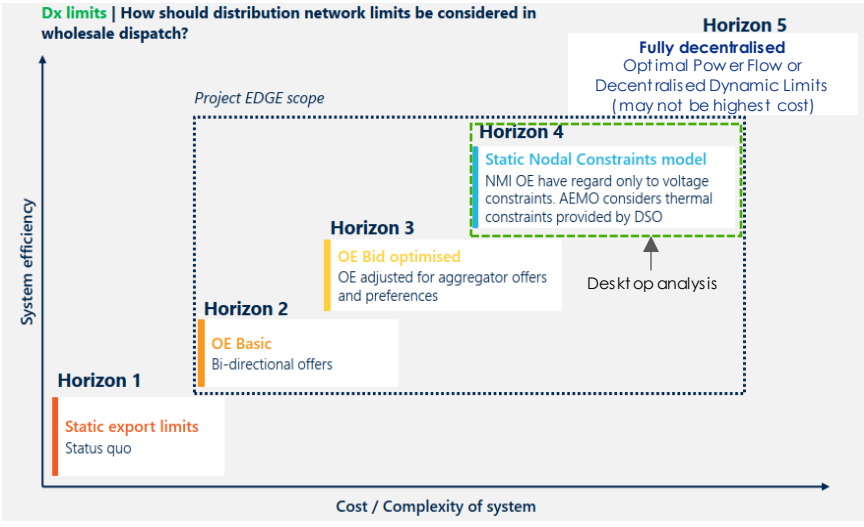 Dx limits | How should distribution network limits be considered in
wholesale dispatch?
Horizon 5
Fully decentralised
Optimal Power Flow or
Decentralised Dynamic Limits
(may not be highest cost)
Project EDGE scope
Horizon 4
Static Nodal Constraints model
NMI OE have regard only to voltage
constraints. AEMO considers thermal
constraints provided by DSO
Desktop analysis
Horizon 3
OE Bid optimised
OE adjusted for aggregator offers
and preferences
Horizon 2
OE Basic
Bi-directional offers
Horizon 1
Static export limits
Status quo
System efficiency
Cost / Complexity of system